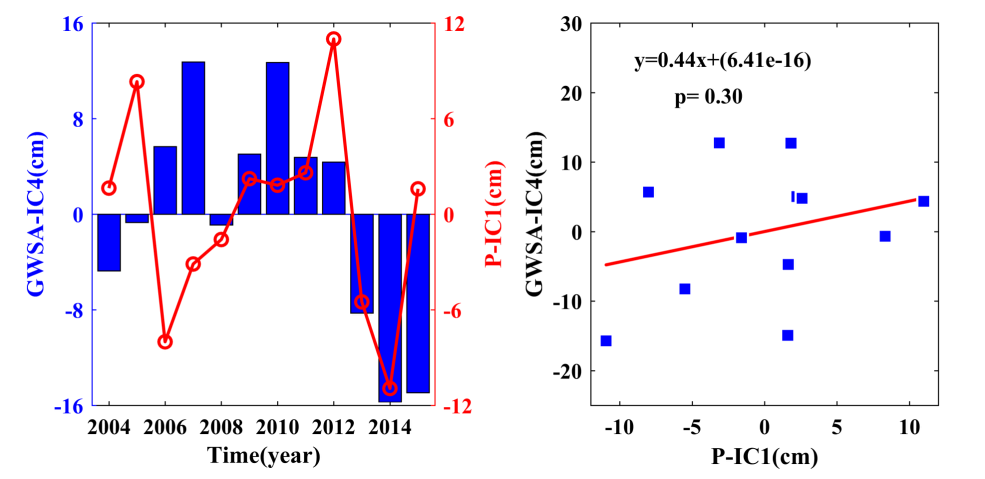 16
8
0
-8
-16
GWSA-IC4(cm)
12
6
0
-6
-12
P-IC1(cm)
2004 2006 2008 2010 2012 2014
Time(year)
30
20
10
0
-10
-20
GWSA-IC4(cm)
y=0.44x+(6.41e-16)
p= 0.30
-10 -5 0 5 10
P-IC1(cm)